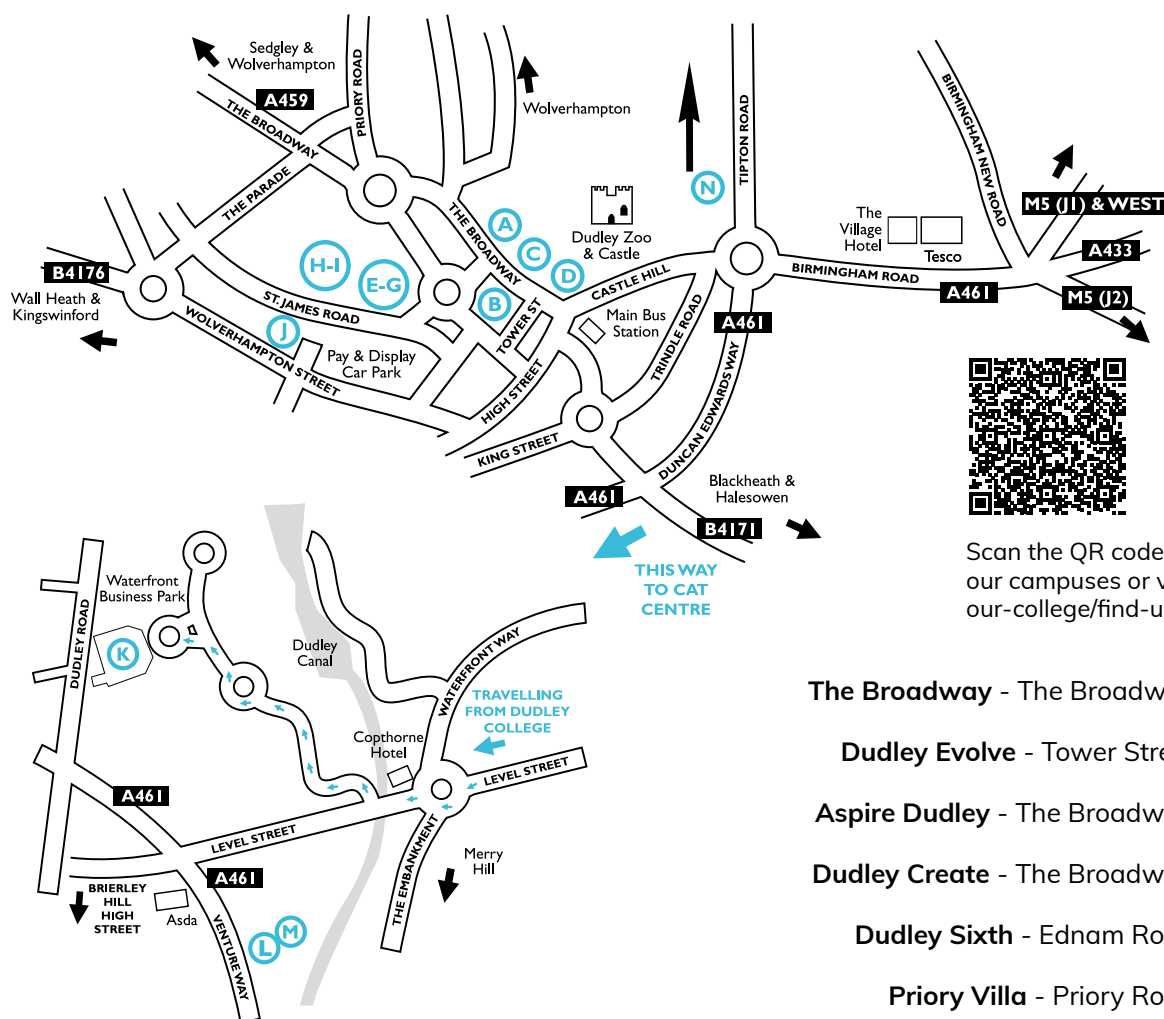 Sedgley &
Wolverhampton
A459
THE BROADWAY
PRIORY ROAD
Wolverhampton
THE PARADE
THE BROADWAY
A
C
D
N
TIPTON ROAD
BIRMINGHAM NEW ROAD
M5 (J1) & WEST
A433
M5 (J2)
The
Village
Hotel
Tesco
Dudley Zoo
& Castle
CASTLE HILL
BIRMINGHAM ROAD
A461
B4176
Wall Heath &
Kingswinford
H-I
E-G
B
ST. JAMES ROAD
J
WOLVERHAMPTON STREET
Pay & Display
Car Park
TOWER ST
HIGH STREET
Main Bus
Station
TRINDLE ROAD
A461
DUNCAN EDWARDS WAY
KING STREET
A461
Blackheath &
Halesowen
B4171
THIS WAY
TO CAT
CENTRE
Scan the QR code
our campuses or v
our-college/find-u
Waterfront
Business Park
DUDLEY ROAD
K
Dudley
Canal
WATERFRONT WAY
TRAVELLING
FROM DUDLEY
COLLEGE
Copthorne
Hotel
LEVEL STREET
A461
LEVEL STREET
THE EMBANKMENT
Merry
Hill
A461
BRIERLEY
HILL
HIGH
STREET
Asda
VENTURE WAY
L
M
The Broadway - The Broadw
Dudley Evolve - Tower Stre
Aspire Dudley - The Broadw
Dudley Create - The Broadw
Dudley Sixth - Ednam Ro
Priory Villa - Priory Ro